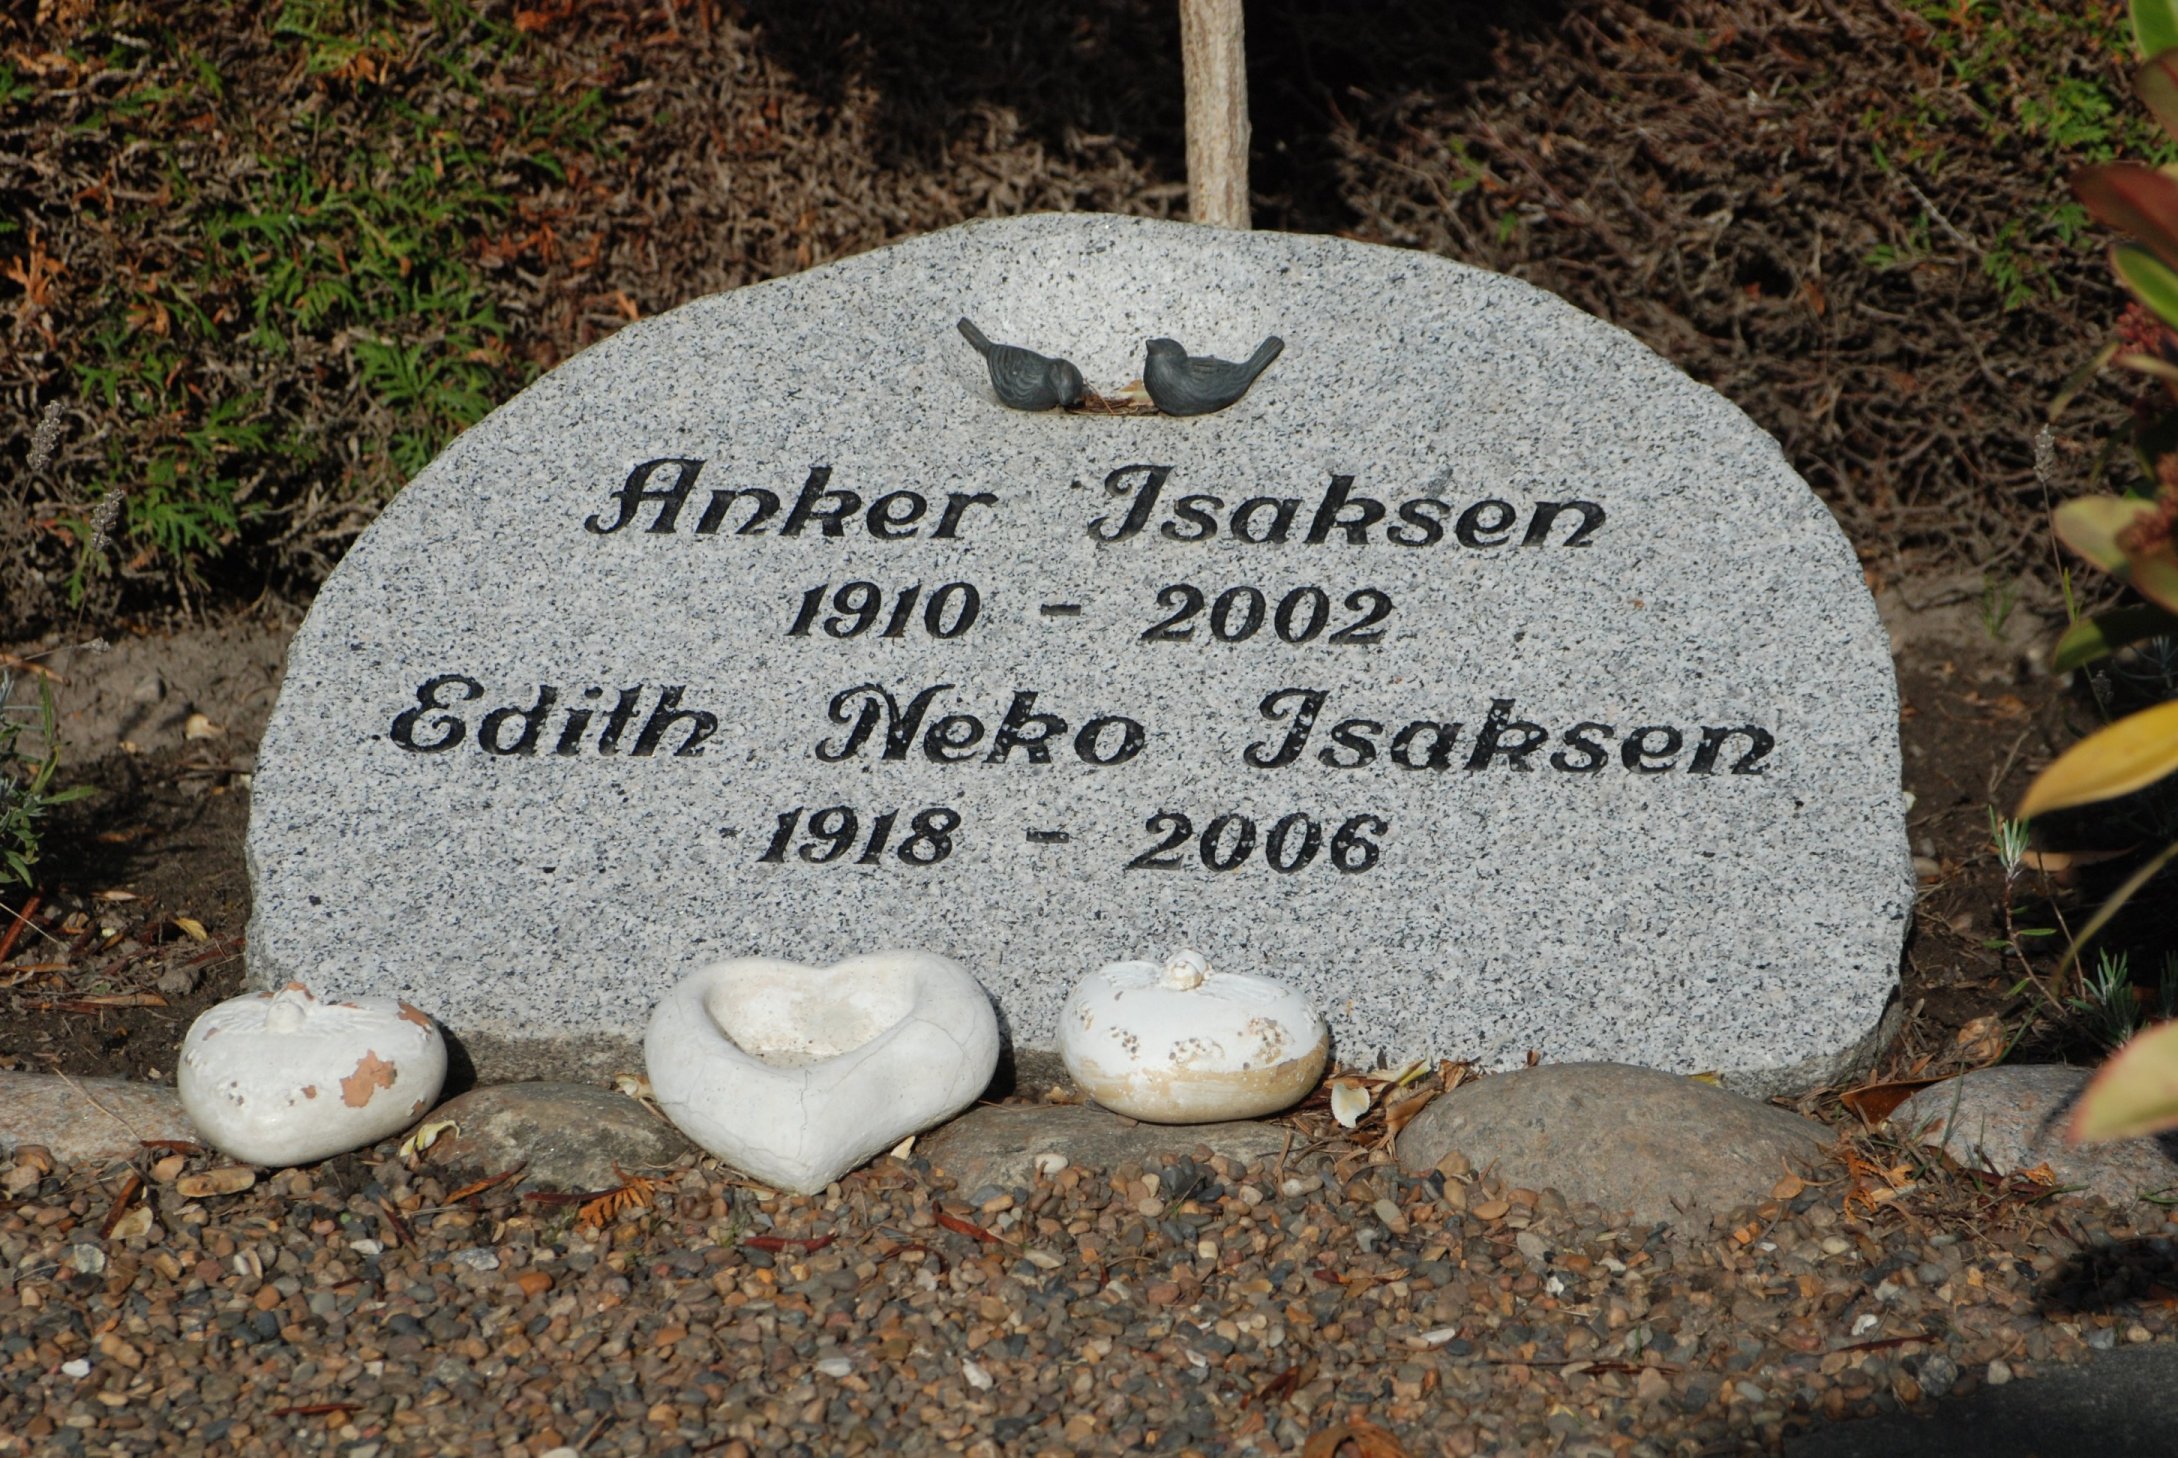 Anker Isaksen
1910 - 2002
Edith Neko Isaksen
1918 - 2006